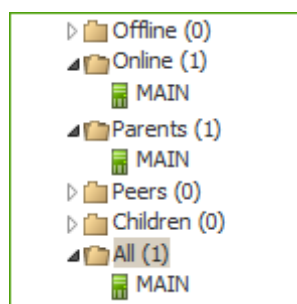 Offline (0)
Online (1)
MAIN
Parents (1)
MAIN
Peers (0)
Children (0)
All (1)
MAIN